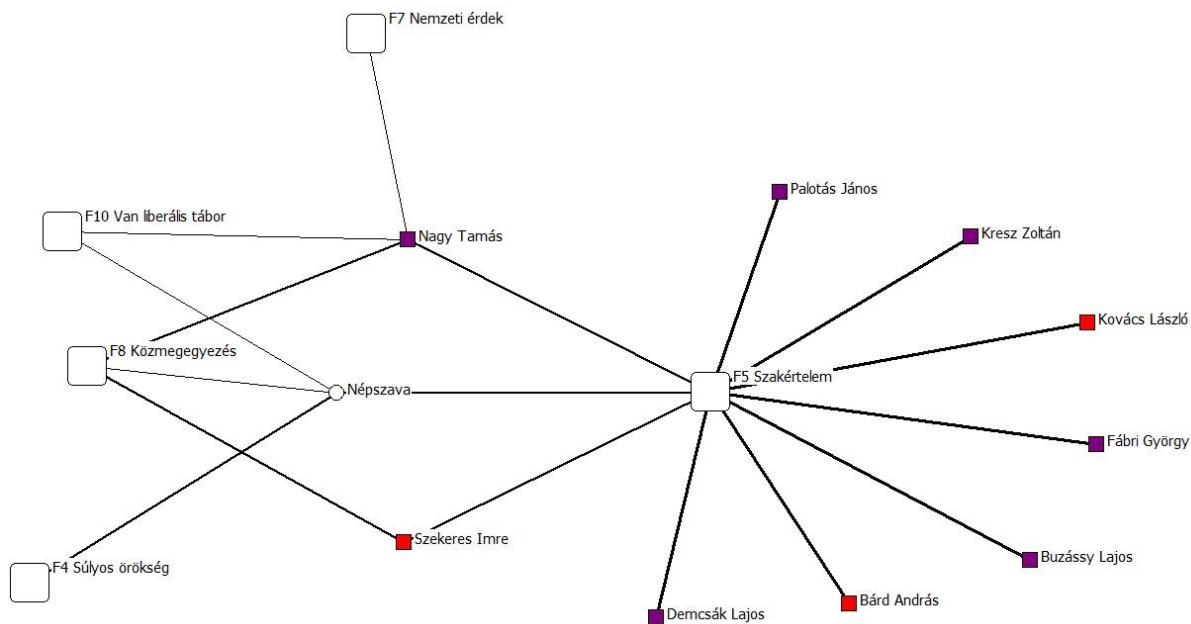 F7 Nemzeti érdek
Palotás János
F10 Van liberális tábor
Nagy Tamás
Kresz Zoltán
Kovács László
F8 Közmegegyezés
Népszava
F5 Szakértelem
Fábri György
Szekeres Imre
Buzássy Lajos
F4 Súlyos örökség
Bárd András
Demcsák Lajos